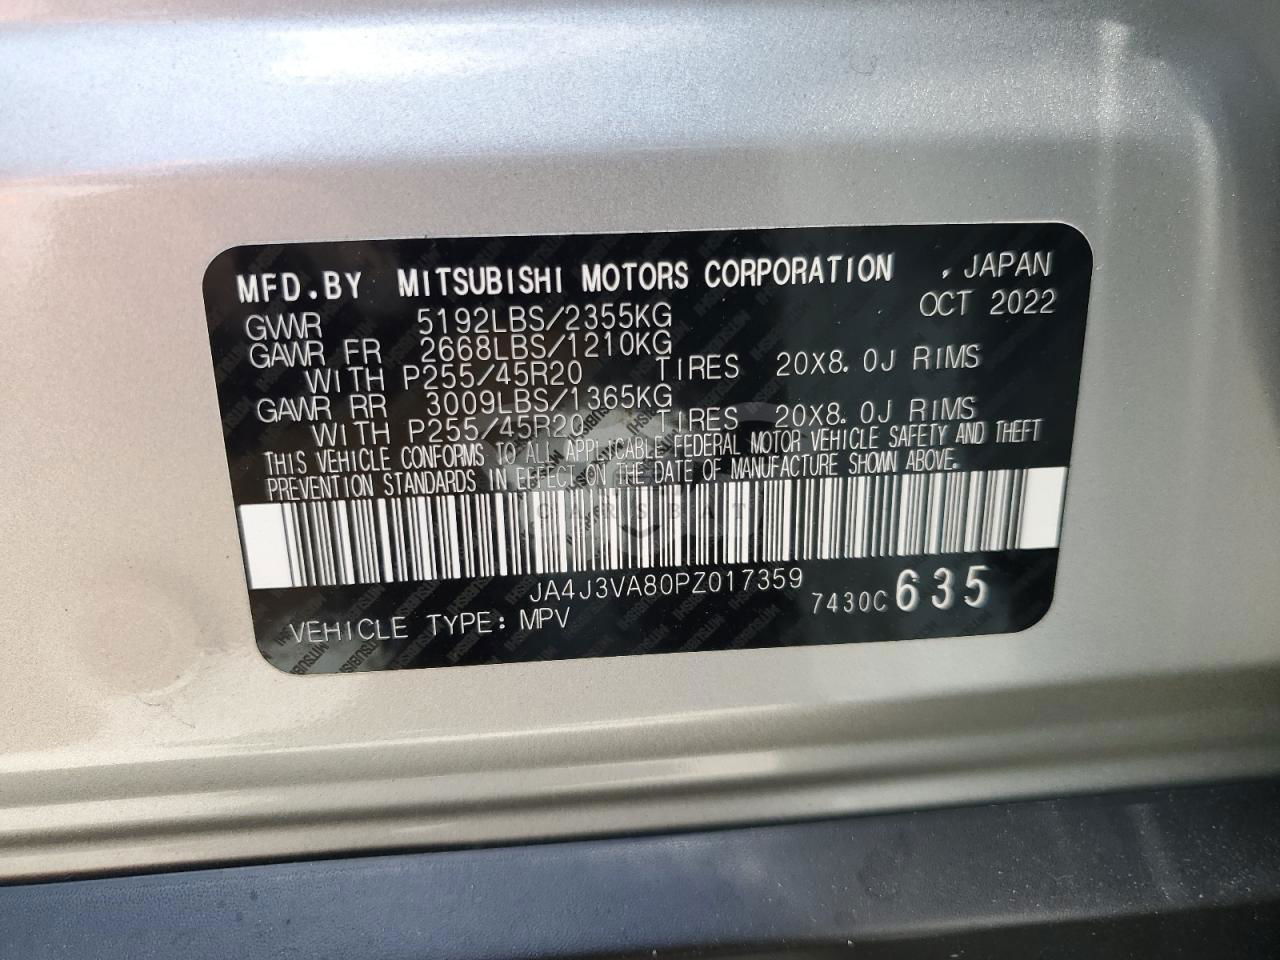 MFD.BY MITSUBISHI MOTORS CORPORATION , JAPAN
OCT 2022
GVWR 5192LBS/2355KG
GAWR FR 2668LBS/1210KG
WITH P255/45R20 TIRES 20X8.0J RIMS
GAWR RR 3009LBS/1365KG
WITH P255/45R20 TIRES 20X8.0J RIMS
THIS VEHICLE CONFORMS TO ALL APPLICABLE FEDERAL MOTOR VEHICLE SAFETY AND THEFT
PREVENTION STANDARDS IN EFFECT ON THE DATE OF MANUFACTURE SHOWN ABOVE.
JA4J3VA80PZ017359
7430C 635
VEHICLE TYPE: MPV